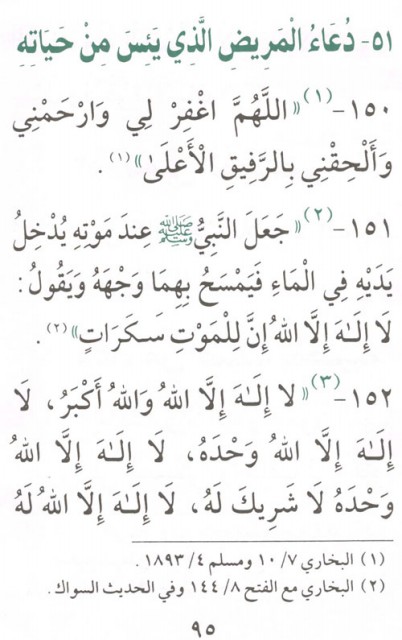 ٥١- دُعَاءُ الْمَرِيضِ الَّذِي يَئِسَ مِنْ حَيَاتِهِ
١٥٠-(١)«اللَّهُمَّ اغْفِرْ لِي وَارْحَمْنِي
وَأَلْحِقْنِي بِالرَّفِيقِ الْأَعْلَىٰ»(١).
١٥١-(٢)«جَعَلَ النَّبِيُّ ﷺ عِندَ مَوْتِهِ يُدْخِلُ
يَدَيْهِ فِي الْمَاءِ فَيَمْسَحُ بِهِمَا وَجْهَهُ وَيَقُولُ:
لَا إِلَـٰهَ إِلَّا اللهُ إِنَّ لِلْمَوْتِ سَكَرَاتٍ»(٢).
١٥٢-(٣)«لَا إِلَـٰهَ إِلَّا اللهُ وَاللهُ أَكْبَرُ، لَا
إِلَـٰهَ إِلَّا اللهُ وَحْدَهُ، لَا إِلَـٰهَ إِلَّا اللهُ
وَحْدَهُ لَا شَرِيكَ لَهُ، لَا إِلَـٰهَ إِلَّا اللهُ لَهُ
(١) البخاري ٧/ ١٠ ومسلم ٤/ ١٨٩٣.
(٢) البخاري مع الفتح ٨/ ١٤٤ وفي الحديث السواك.
٩٥